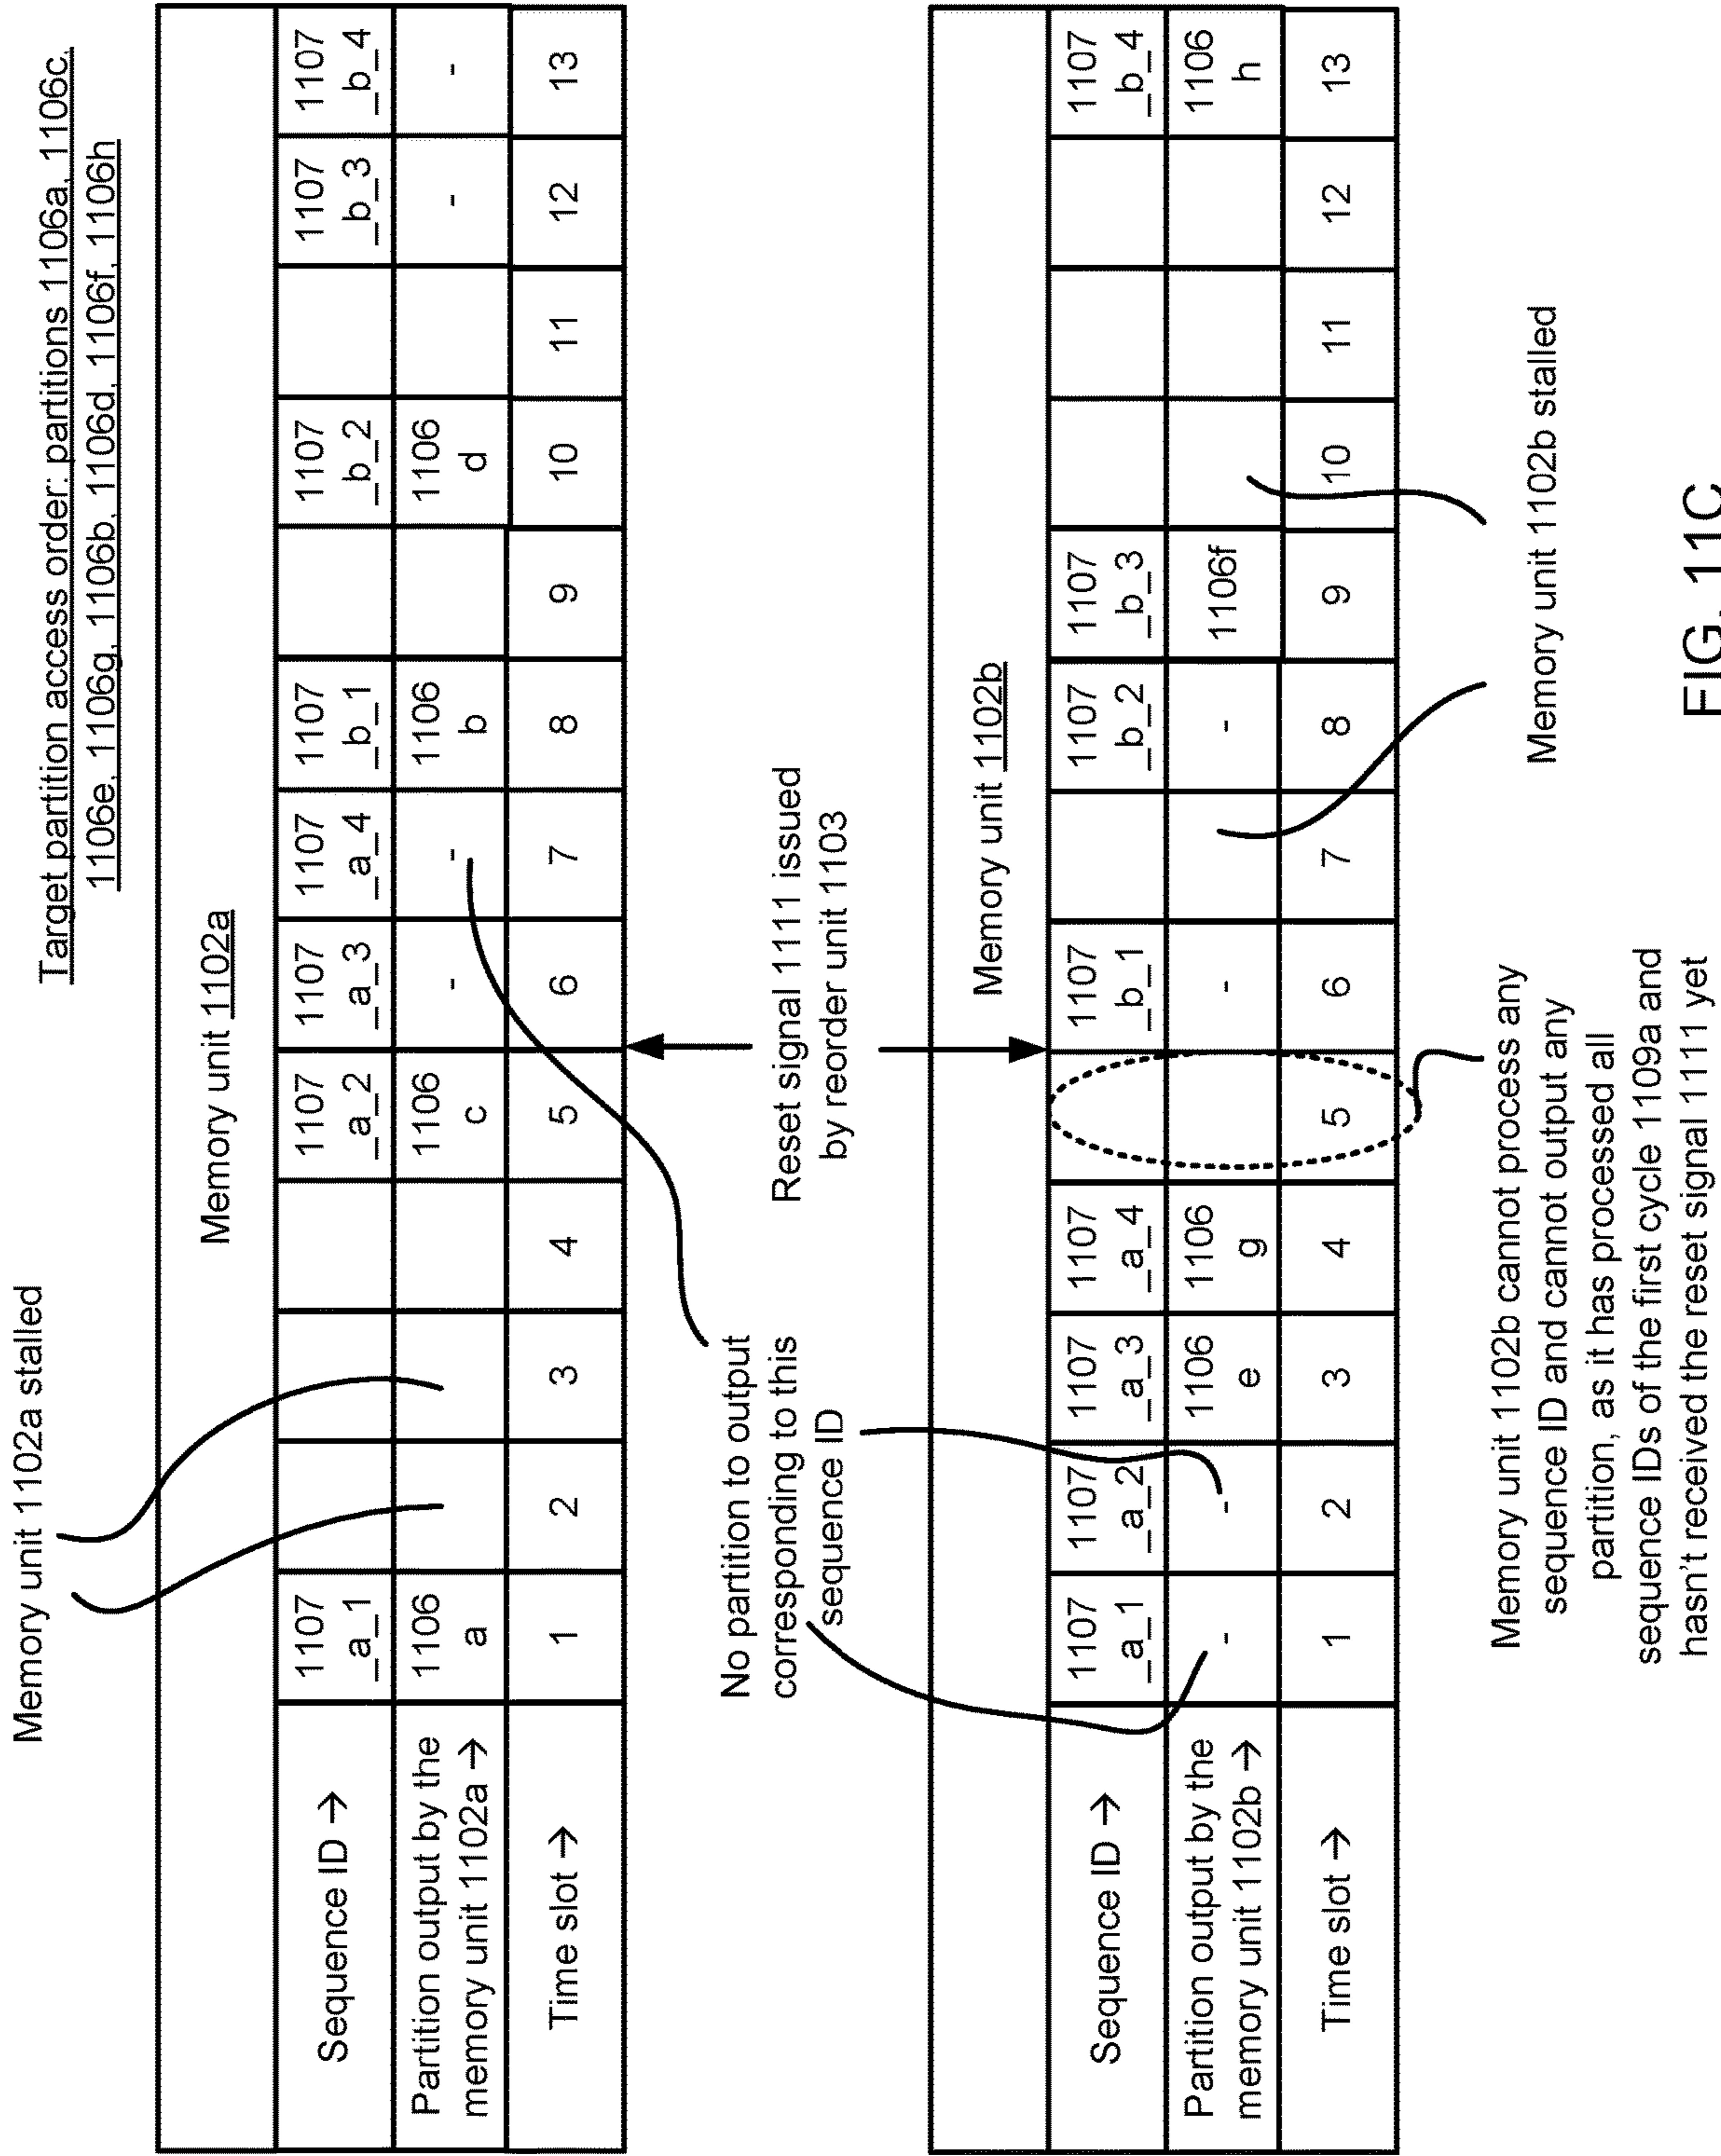 Target partition access order: partitions 1106a, 1106c,
1106e, 1106g, 1106b, 1106d, 1106f, 1106h
Memory unit 1102a stalled
Memory unit 1102a
Sequence ID → 1107_a_1 1107_a_2 1107_a_3 1107_a_4 1107_b_1 1107_b_2 1107_b_3 1107_b_4
Partition output by the
memory unit 1102a → 1106a 1106c - - 1106b 1106d - -
Time slot → 1 2 3 4 5 6 7 8 9 10 11 12 13
No partition to output
corresponding to this
sequence ID
Reset signal 1111 issued
by reorder unit 1103
Memory unit 1102b
Sequence ID → 1107_a_1 1107_a_2 1107_a_3 1107_a_4 1107_b_1 1107_b_2 1107_b_3 1107_b_4
Partition output by the
memory unit 1102b → - - 1106e 1106g - - 1106f 1106h
Time slot → 1 2 3 4 5 6 7 8 9 10 11 12 13
Memory unit 1102b cannot process any
sequence ID and cannot output any
partition, as it has processed all
sequence IDs of the first cycle 1109a and
hasn't received the reset signal 1111 yet
Memory unit 1102b stalled
FIG. 11C